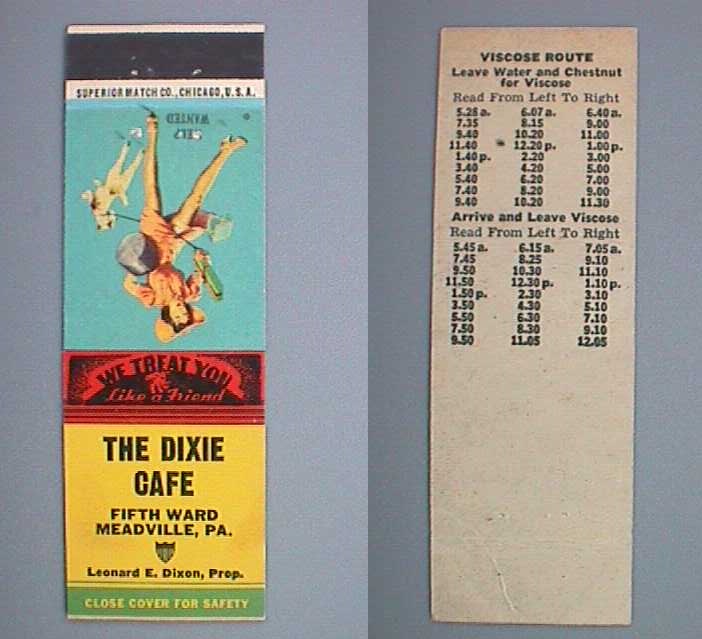 SUPERIOR MATCH CO., CHICAGO, U.S.A.
HELP
WANTED
WE TREAT YOU
Like a Friend
THE DIXIE
CAFE
FIFTH WARD
MEADVILLE, PA.
Leonard E. Dixon, Prop.
CLOSE COVER FOR SAFETY
VISCOSE ROUTE
Leave Water and Chestnut
for Viscose
Read From Left To Right
5.28 a. 6.07 a. 6.40 a.
7.35 8.15 9.00
9.40 10.20 11.00
11.40 12.20 p. 1.00 p.
1.40 p. 2.20 3.00
3.40 4.20 5.00
5.40 6.20 7.00
7.40 8.20 9.00
9.40 10.20 11.30
Arrive and Leave Viscose
Read From Left To Right
5.45 a. 6.15 a. 7.05 a.
7.45 8.25 9.10
9.50 10.30 11.10
11.50 12.30 p. 1.10 p.
1.50 p. 2.30 3.10
3.50 4.30 5.10
5.50 6.30 7.10
7.50 8.30 9.10
9.50 11.05 12.05